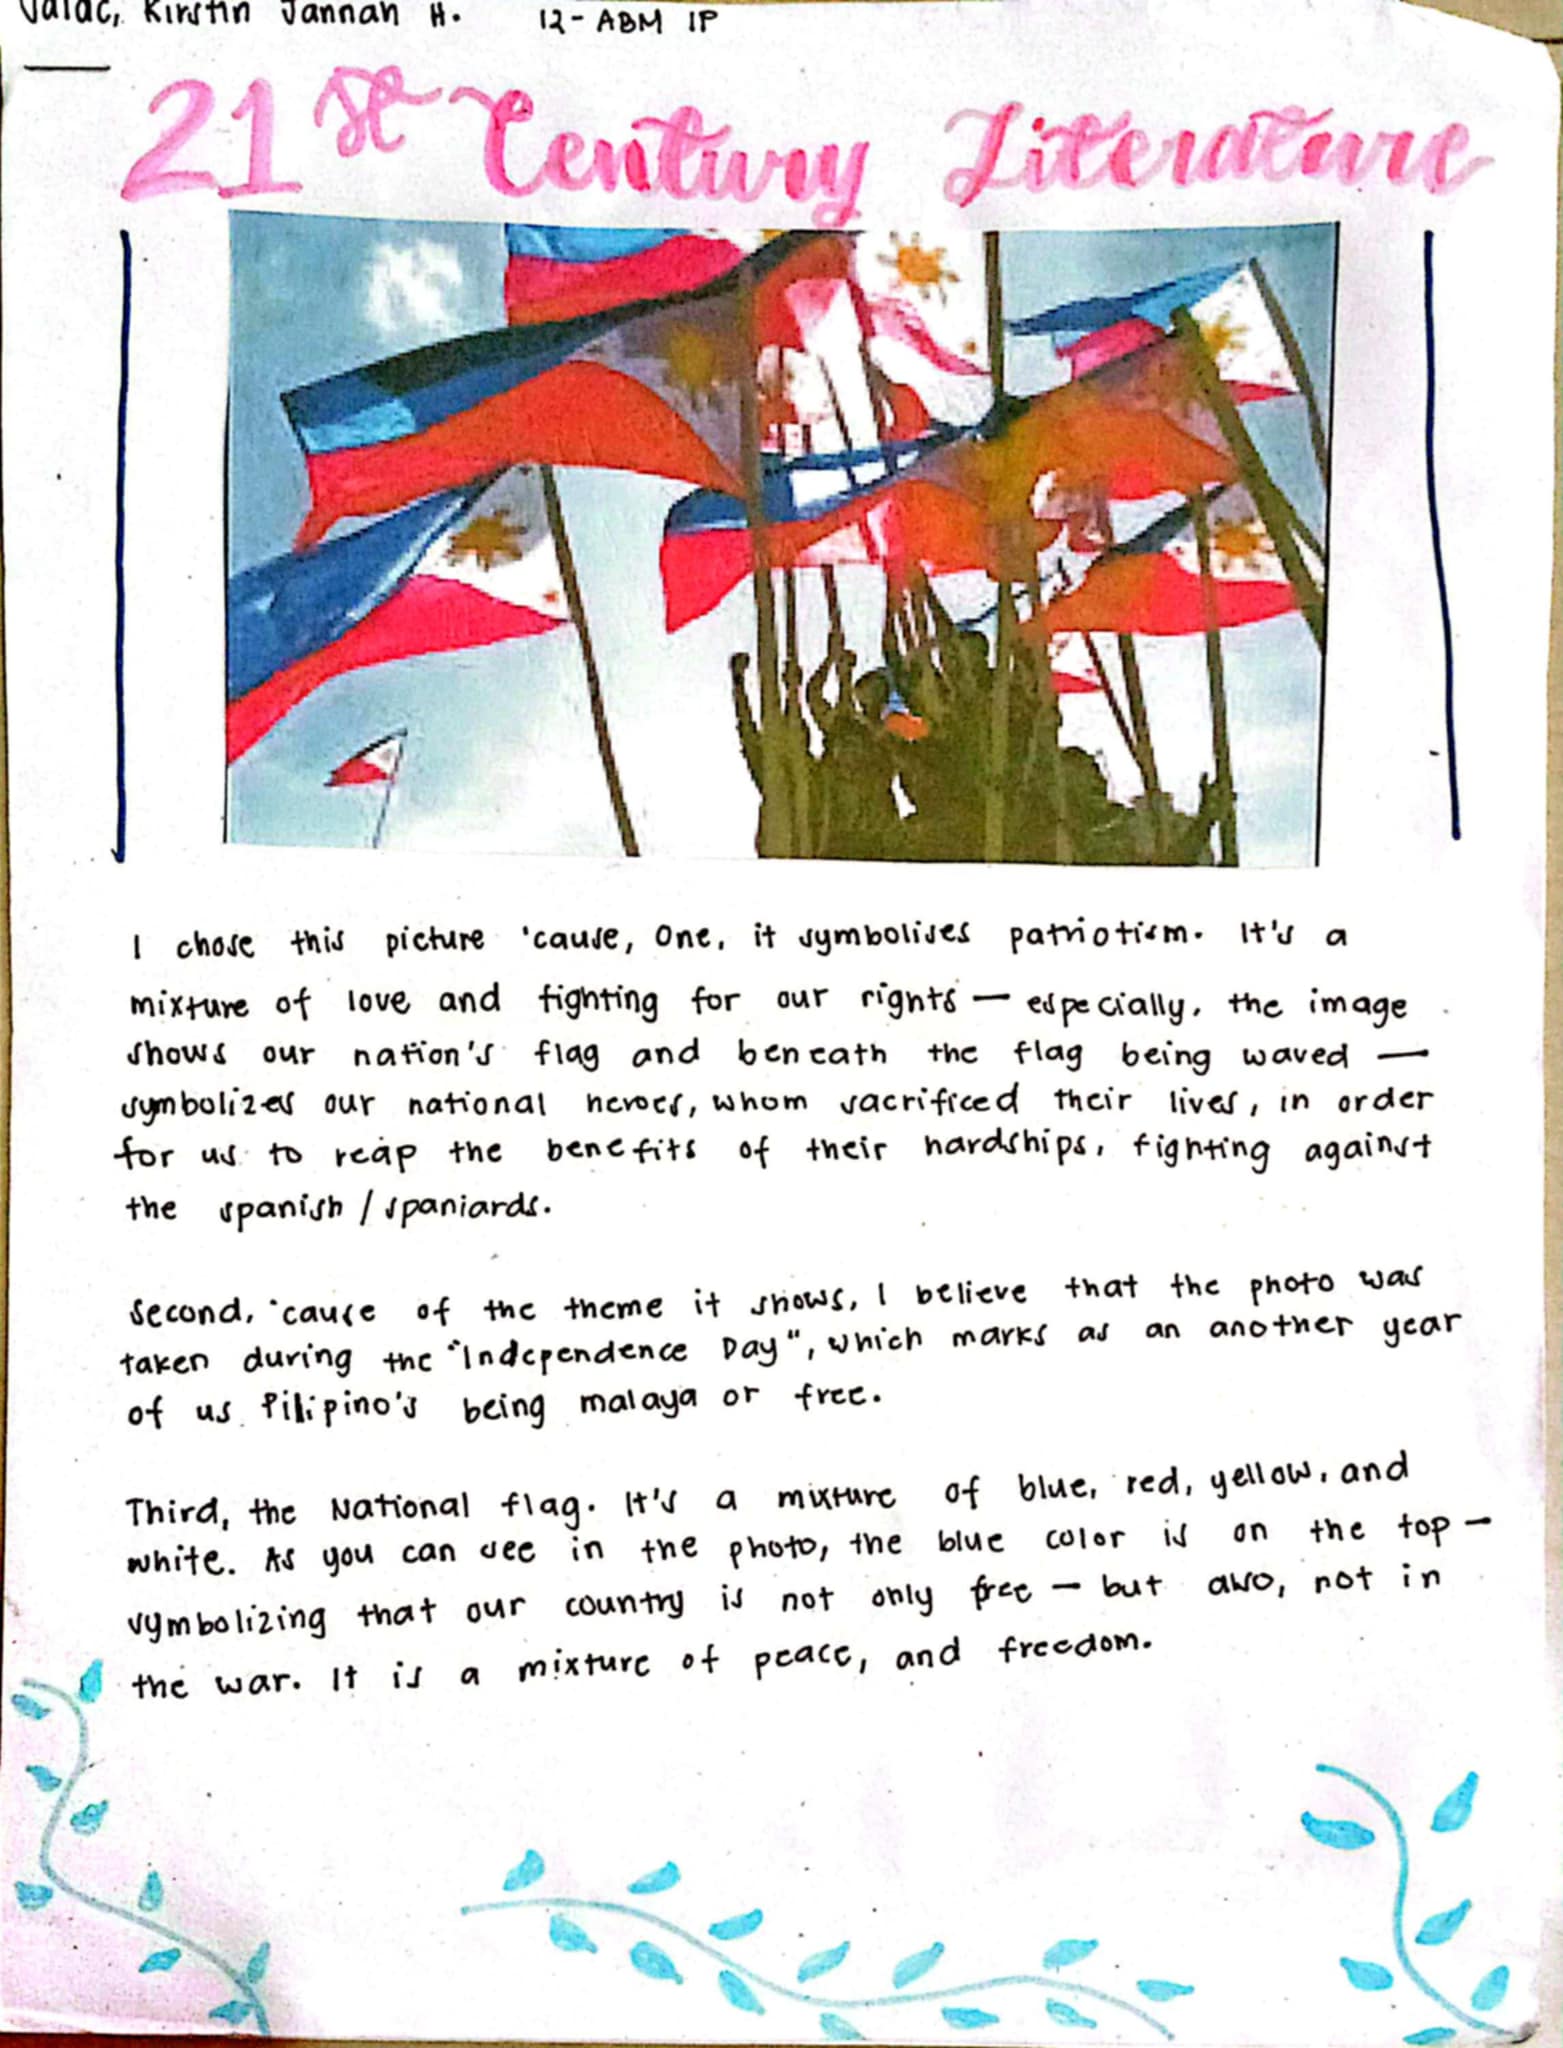 Kirstin Jannah H. 12 - ABM 1P
21st Century Literature
I chose this picture 'cause, One, it symbolises patriotism. It's a
mixture of love and fighting for our rights — especially, the image
shows our nation's flag and beneath the flag being waved —
symbolizes our national heroes, whom sacrificed their lives, in order
for us to reap the benefits of their hardships, fighting against
the spanish / spaniards.
Second, 'cause of the theme it shows, I believe that the photo was
taken during the "Independence Day", which marks as an another year
of us Pilipino's being malaya or free.
Third, the National flag. It's a mixture of blue, red, yellow, and
white. As you can see in the photo, the blue color is on the top —
symbolizing that our country is not only free — but also, not in
the war. It is a mixture of peace, and freedom.